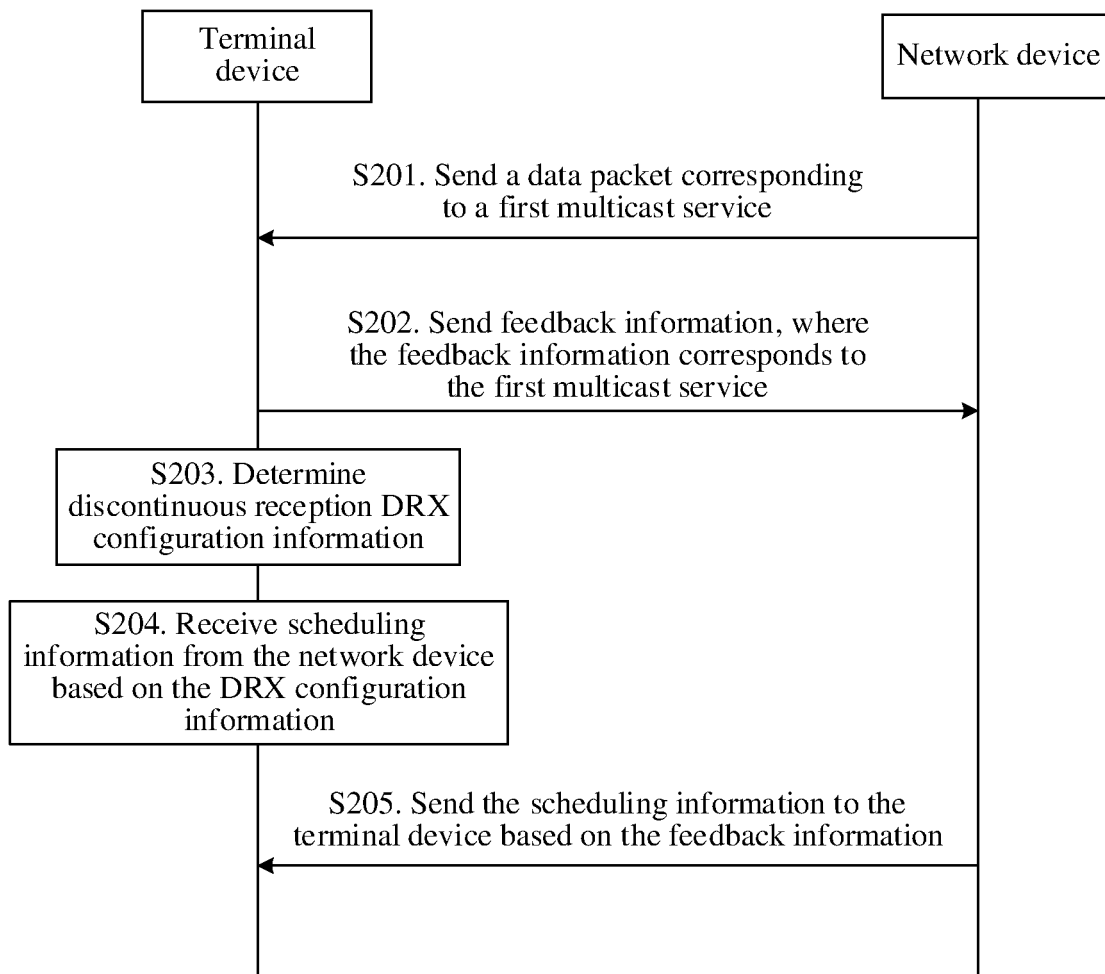 Terminal
device
Network device
S201. Send a data packet corresponding
to a first multicast service
S202. Send feedback information, where
the feedback information corresponds to
the first multicast service
S203. Determine
discontinuous reception DRX
configuration information
S204. Receive scheduling
information from the network device
based on the DRX configuration
information
S205. Send the scheduling information to the
terminal device based on the feedback information